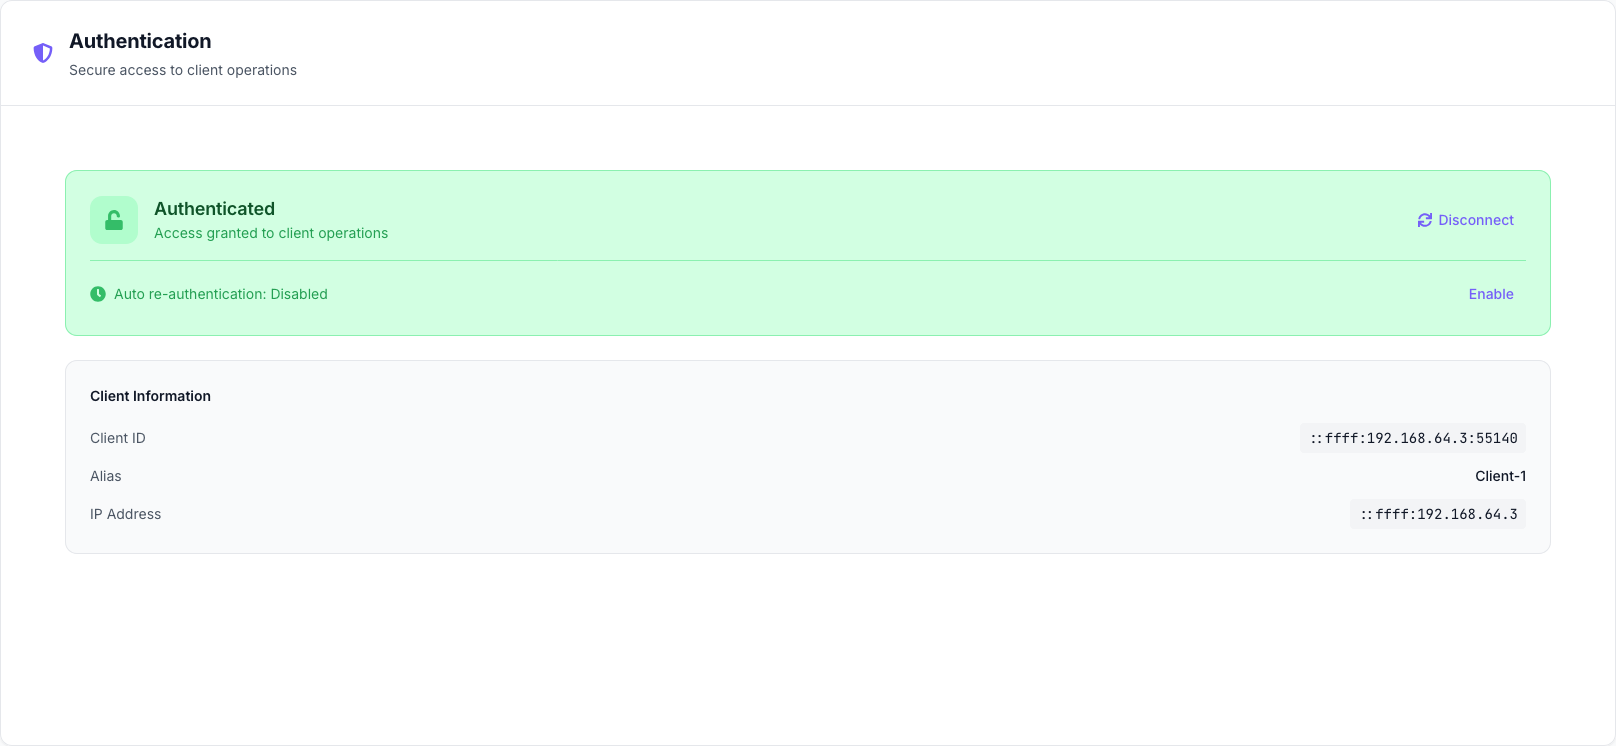 Authentication
Secure access to client operations
Authenticated
Access granted to client operations
Disconnect
Auto re-authentication: Disabled
Enable
Client Information
Client ID
::ffff:192.168.64.3:55140
Alias
Client-1
IP Address
::ffff:192.168.64.3